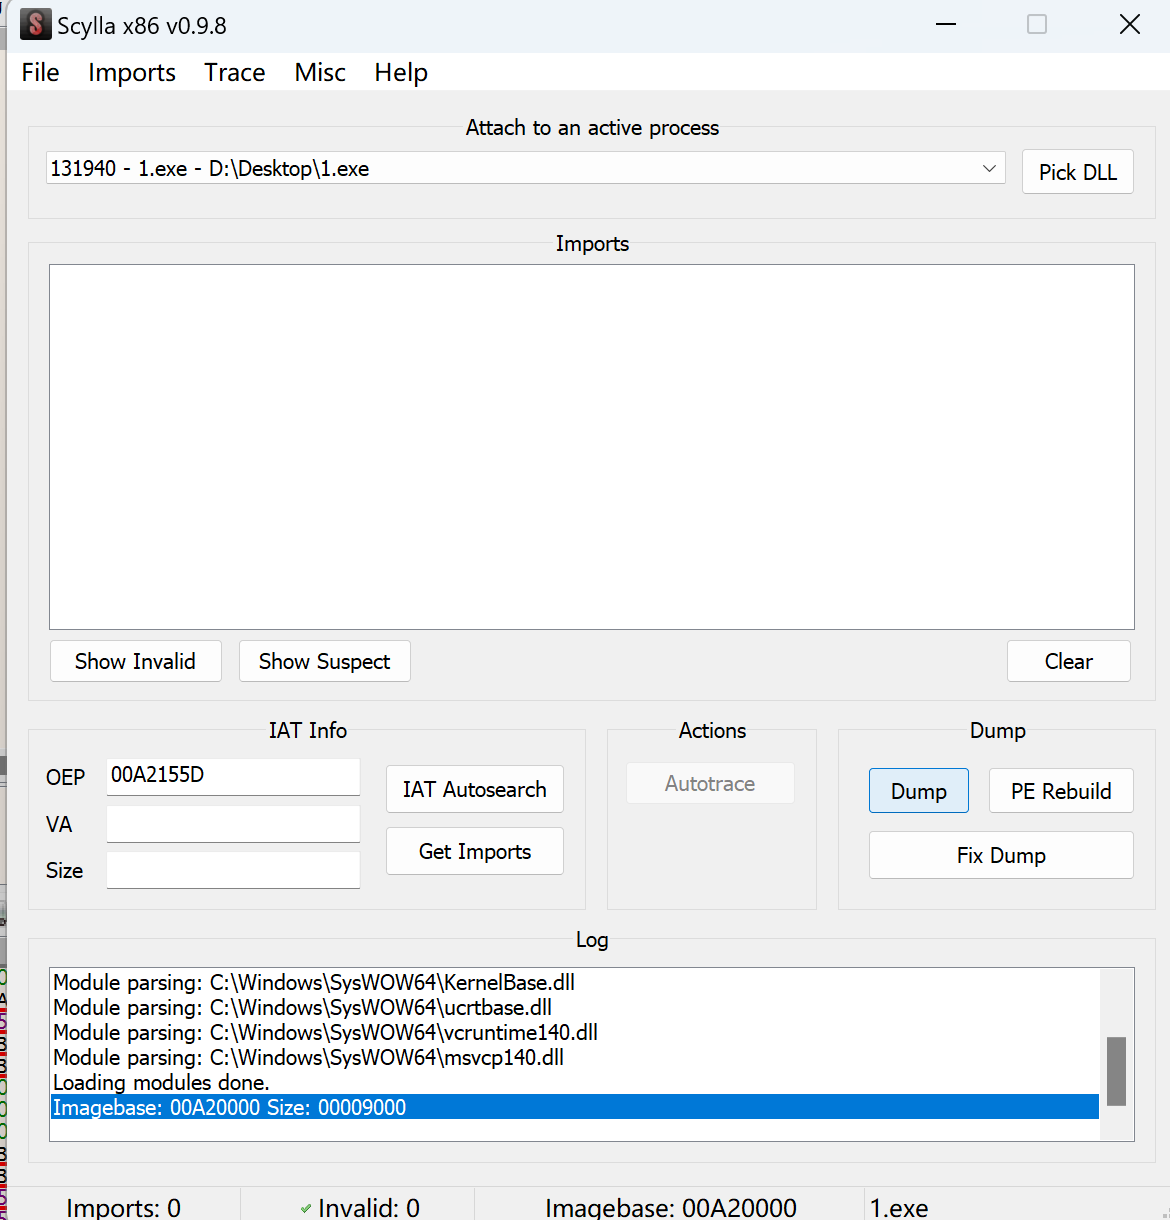 Scylla x86 v0.9.8
File Imports Trace Misc Help
Attach to an active process
131940 - 1.exe - D:\Desktop\1.exe
Pick DLL
Imports
Show Invalid
Show Suspect
Clear
IAT Info
OEP 00A2155D
IAT Autosearch
VA
Get Imports
Size
Actions
Autotrace
Dump
Dump
PE Rebuild
Fix Dump
Log
Module parsing: C:\Windows\SysWOW64\KernelBase.dll
Module parsing: C:\Windows\SysWOW64\ucrtbase.dll
Module parsing: C:\Windows\SysWOW64\vcruntime140.dll
Module parsing: C:\Windows\SysWOW64\msvcp140.dll
Loading modules done.
Imagebase: 00A20000 Size: 00009000
Imports: 0
Invalid: 0
Imagebase: 00A20000
1.exe